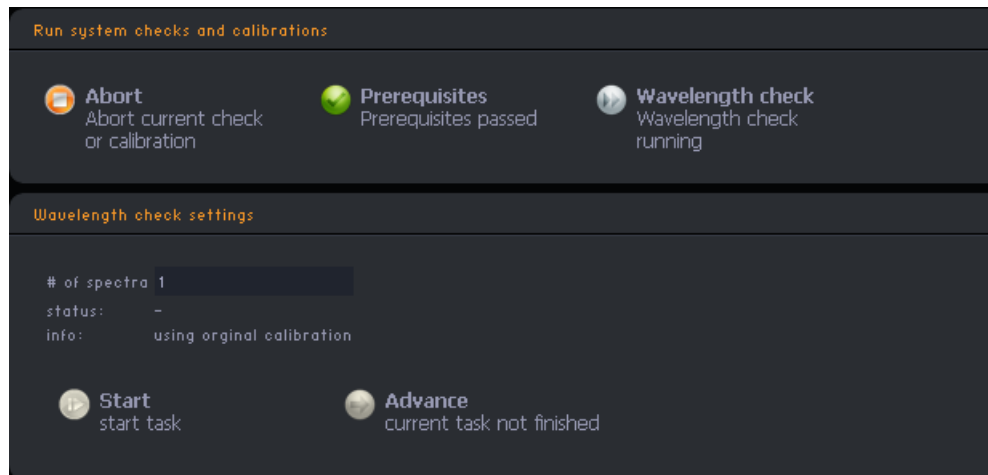 Run system checks and calibrations
Abort
Abort current check
or calibration
Prerequisites
Prerequisites passed
Wavelength check
Wavelength check
running
Wavelength check settings
# of spectra 1
status: -
info: using orginal calibration
Start
start task
Advance
current task not finished